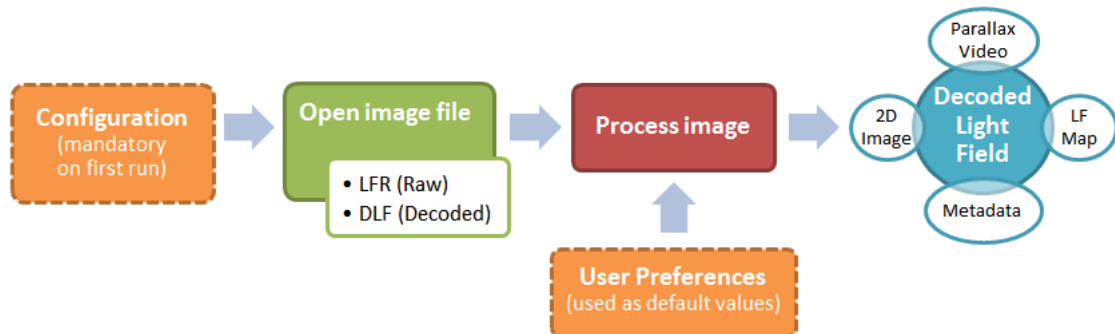 Configuration
(mandatory
on first run)
Open image file
• LFR (Raw)
• DLF (Decoded)
Process image
User Preferences
(used as default values)
Parallax
Video
2D
Image
Decoded
Light
Field
LF
Map
Metadata